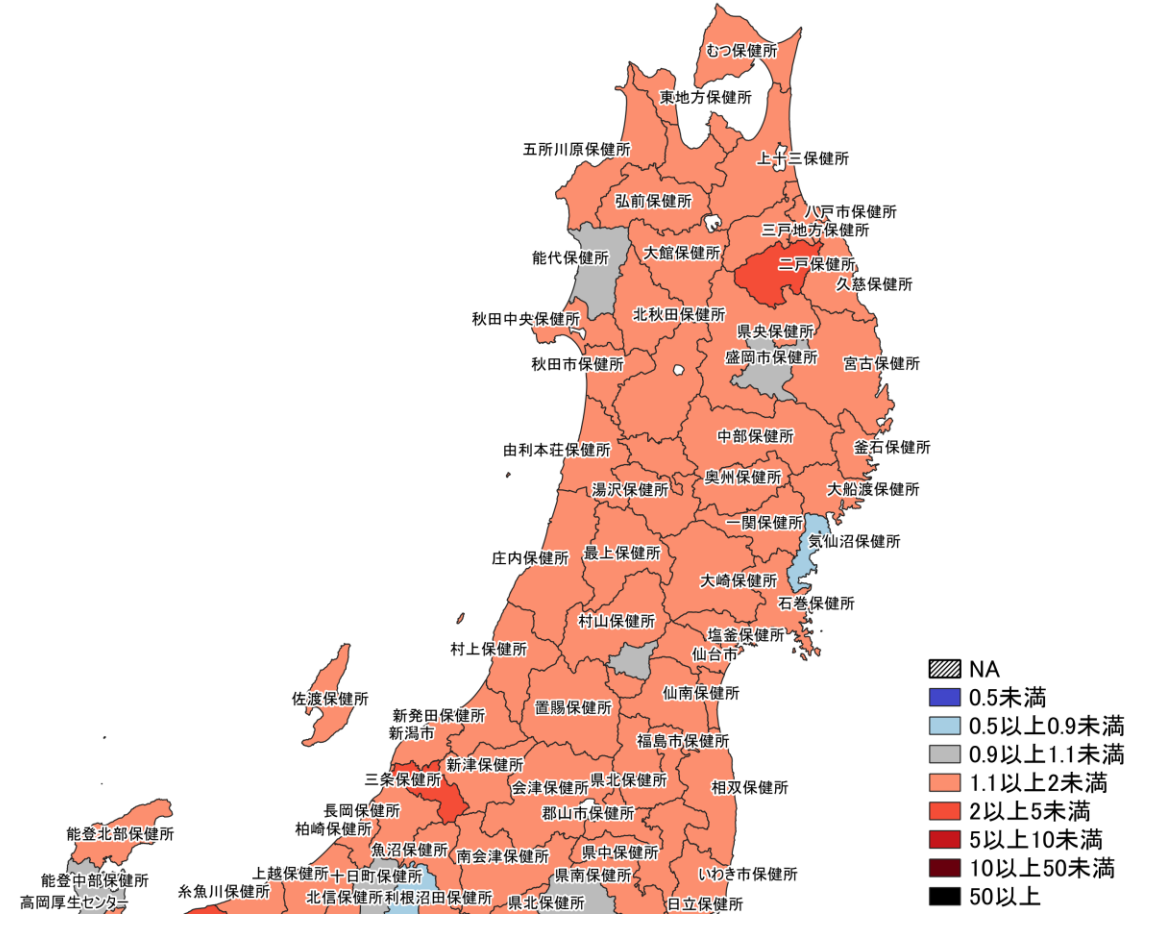 むつ保健所
東地方保健所
五所川原保健所
上十三保健所
弘前保健所
八戸市保健所
三戸地方保健所
能代保健所
大館保健所
二戸保健所
久慈保健所
秋田中央保健所
北秋田保健所
県央保健所
盛岡市保健所
秋田市保健所
宮古保健所
中部保健所
由利本荘保健所
釜石保健所
奥州保健所
湯沢保健所
大船渡保健所
一関保健所
気仙沼保健所
庄内保健所
最上保健所
大崎保健所
石巻保健所
村山保健所
塩釜保健所
村上保健所
仙台市
佐渡保健所
仙南保健所
置賜保健所
新発田保健所
新潟市
福島市保健所
新津保健所
三条保健所
会津保健所
県北保健所
相双保健所
長岡保健所
郡山市保健所
柏崎保健所
能登北部保健所
魚沼保健所
南会津保健所
県中保健所
上越保健所
十日町保健所
県南保健所
いわき市保健所
能登中部保健所
糸魚川保健所
北信保健所
利根沼田保健所
県北保健所
日立保健所
高岡厚生センター
NA
0.5未満
0.5以上0.9未満
0.9以上1.1未満
1.1以上2未満
2以上5未満
5以上10未満
10以上50未満
50以上